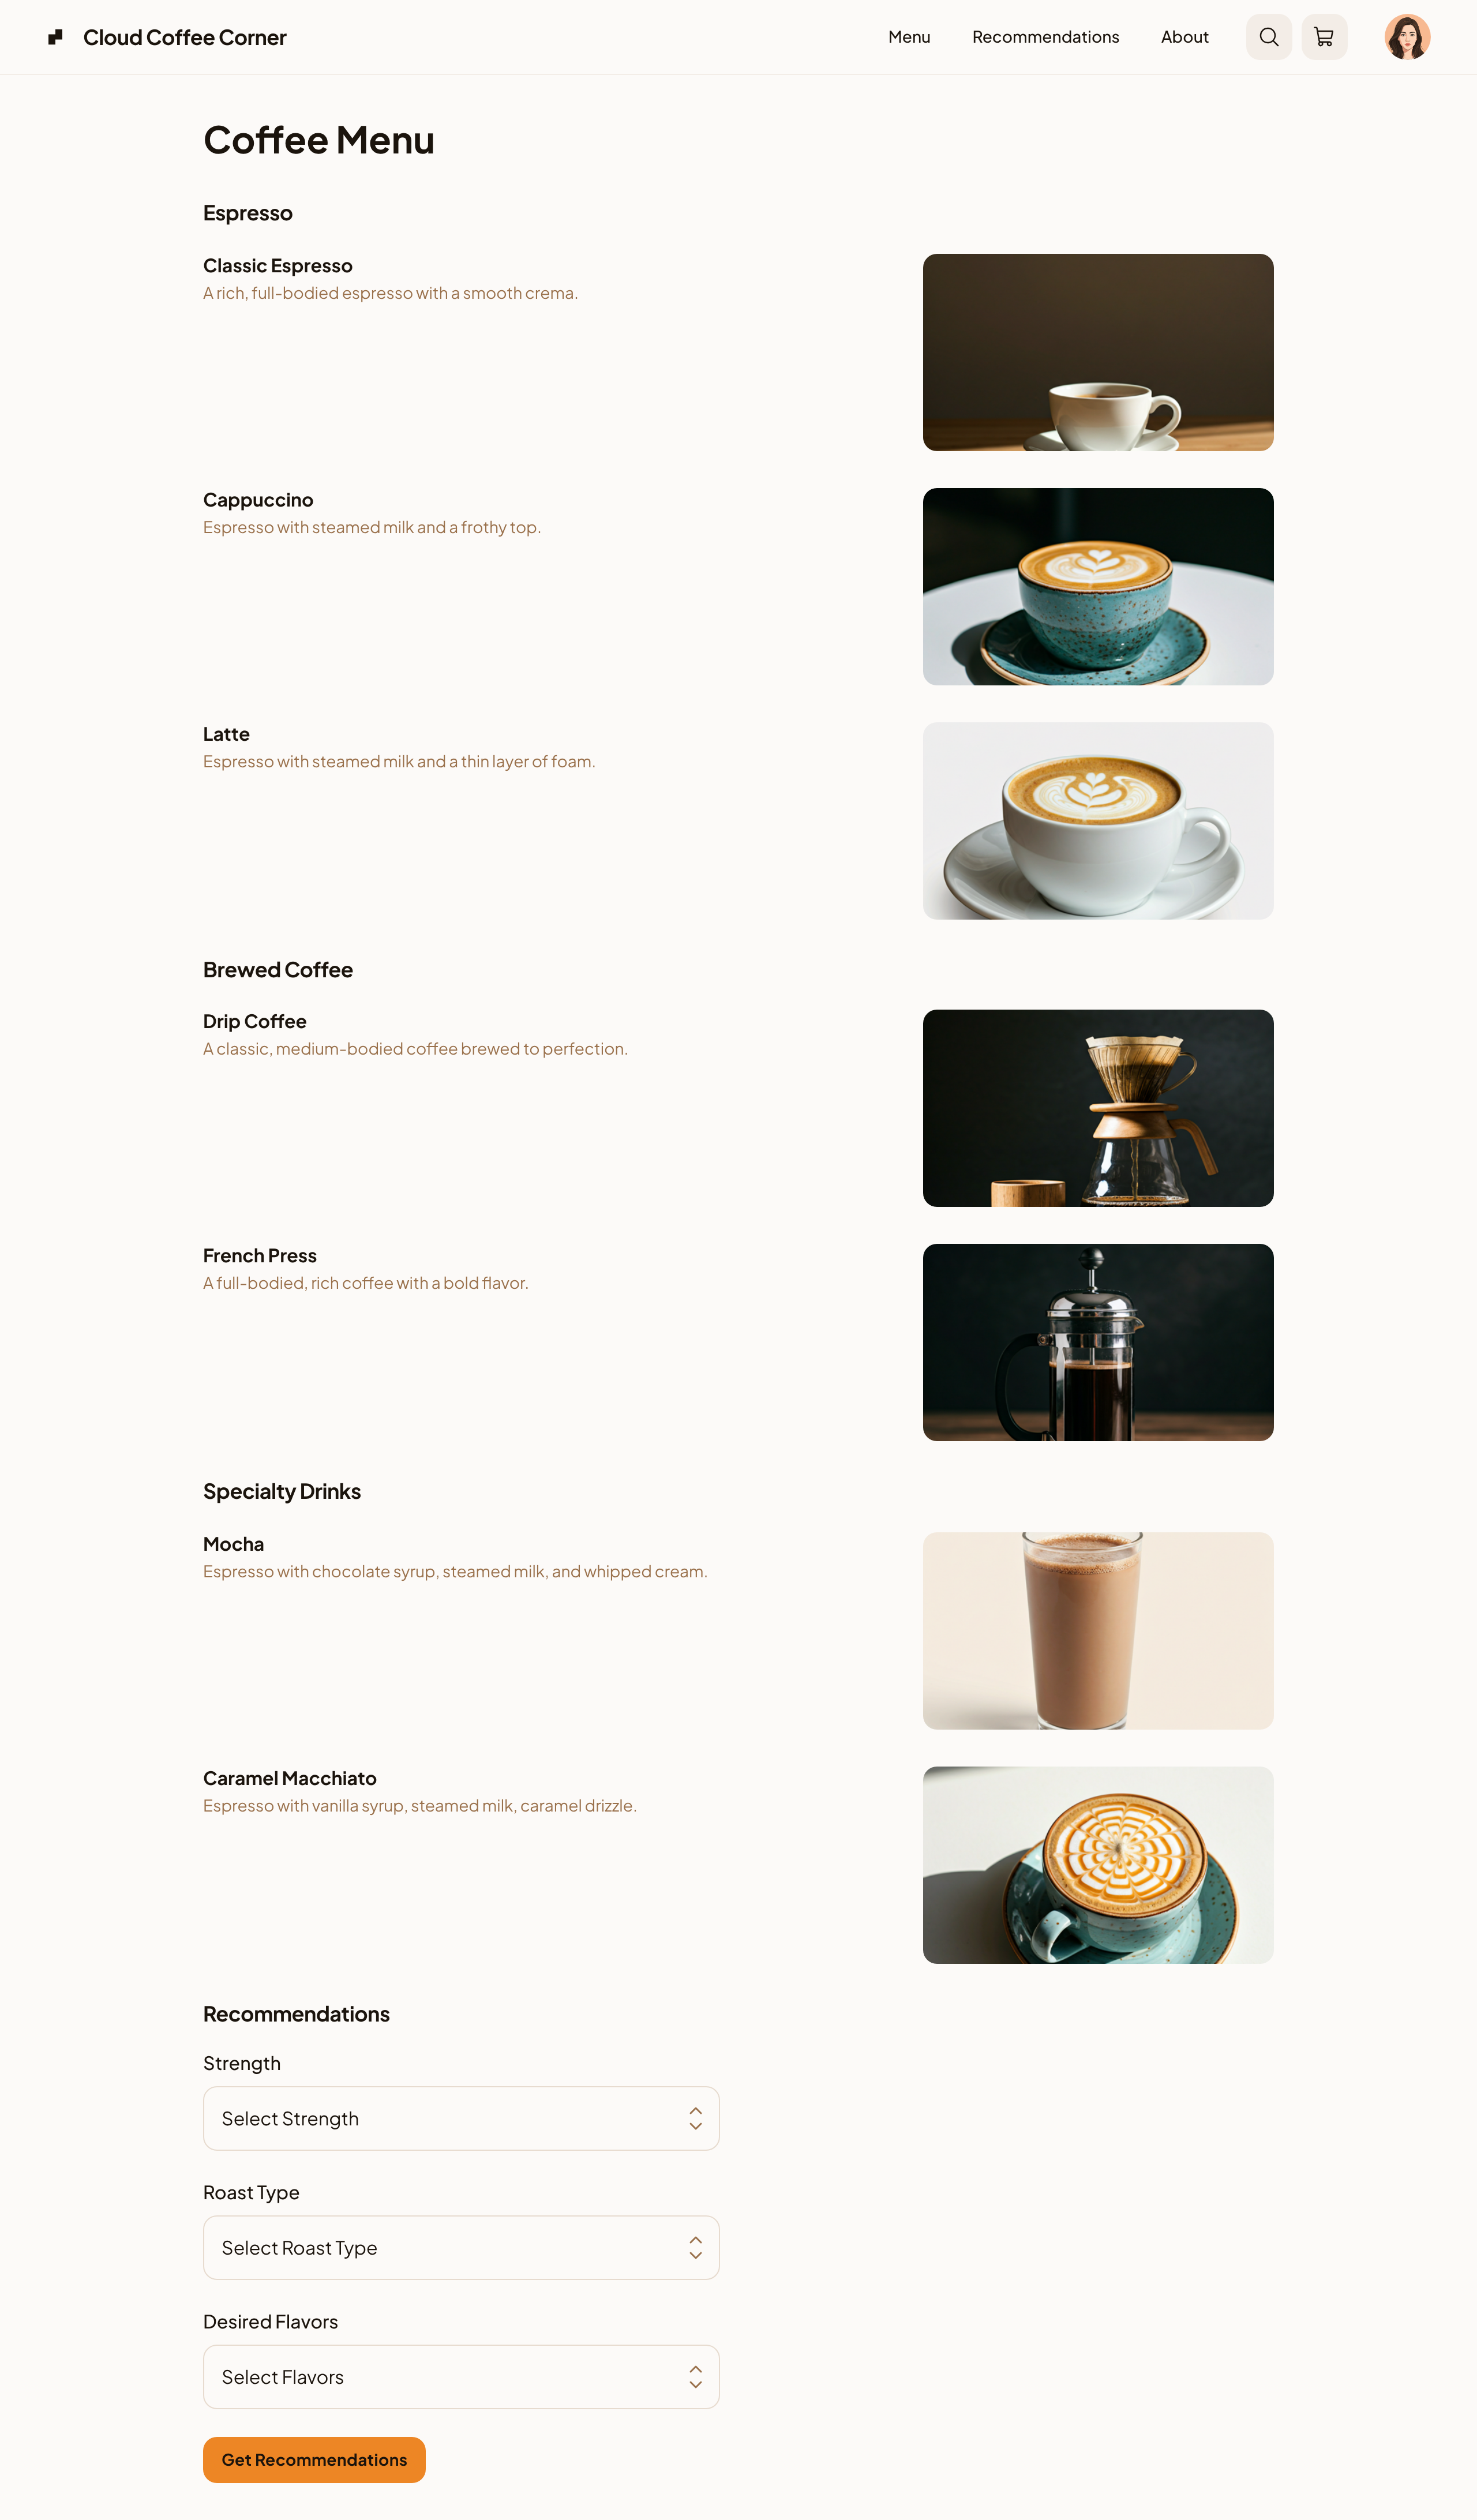 Cloud Coffee Corner
Menu
Recommendations
About
Coffee Menu
Espresso
Classic Espresso
A rich, full-bodied espresso with a smooth crema.
Cappuccino
Espresso with steamed milk and a frothy top.
Latte
Espresso with steamed milk and a thin layer of foam.
Brewed Coffee
Drip Coffee
A classic, medium-bodied coffee brewed to perfection.
French Press
A full-bodied, rich coffee with a bold flavor.
Specialty Drinks
Mocha
Espresso with chocolate syrup, steamed milk, and whipped cream.
Caramel Macchiato
Espresso with vanilla syrup, steamed milk, caramel drizzle.
Recommendations
Strength
Select Strength
Roast Type
Select Roast Type
Desired Flavors
Select Flavors
Get Recommendations